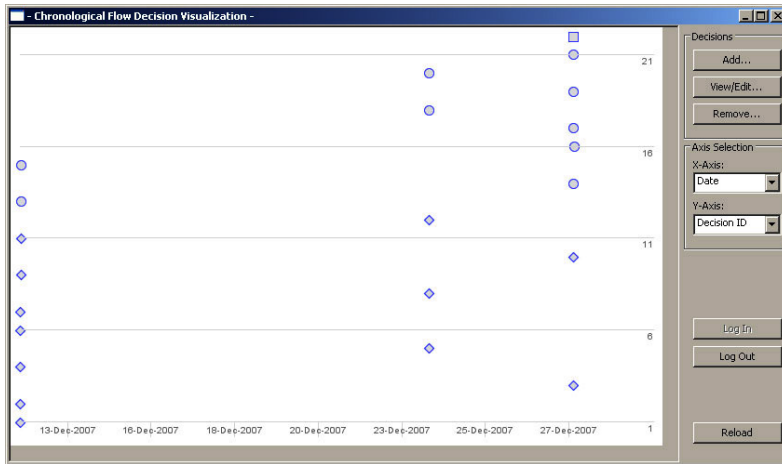 - Chronological Flow Decision Visualization -
Decisions
21
Add...
View/Edit...
Remove...
16
Axis Selection
X-Axis:
Date
Y-Axis:
Decision ID
11
6
Log In
Log Out
13-Dec-2007 16-Dec-2007 18-Dec-2007 20-Dec-2007 23-Dec-2007 25-Dec-2007 27-Dec-2007 1
Reload